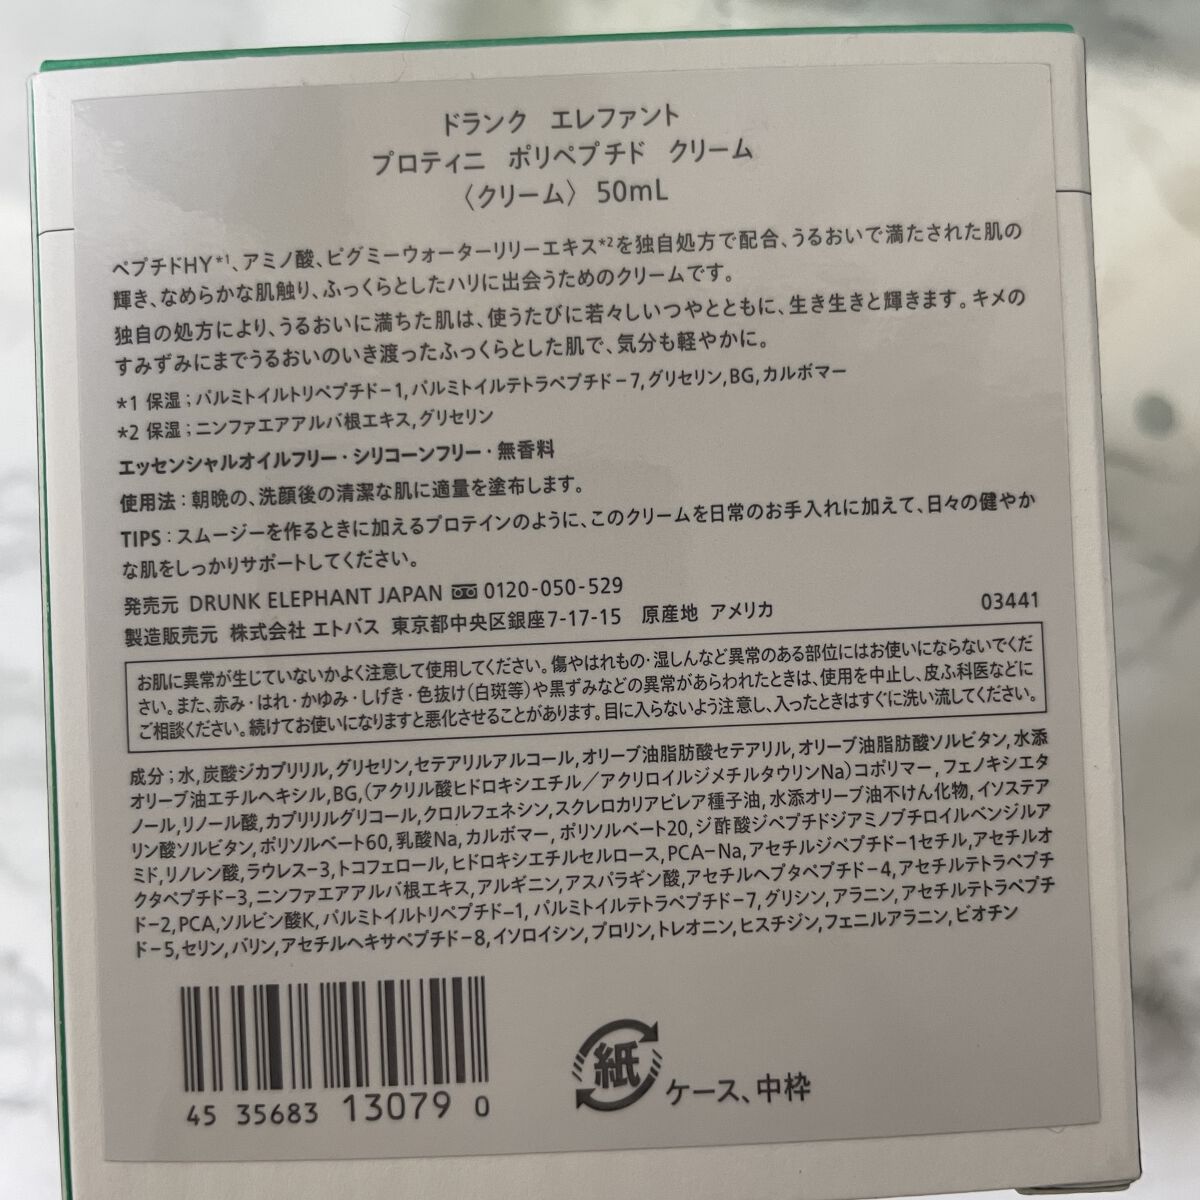 ドランク エレファント
プロティニ ポリペプチド クリーム
〈クリーム〉 50mL
ペプチドHY*1、アミノ酸、ピグミーウォーターリリーエキス*2を独自処方で配合、うるおいで満たされた肌の
輝き、なめらかな肌触り、ふっくらとしたハリに出会うためのクリームです。
独自の処方により、うるおいに満ちた肌は、使うたびに若々しいつやとともに、生き生きと輝きます。キメの
すみずみにまでうるおいのいき渡ったふっくらとした肌で、気分も軽やかに。
*1 保湿；パルミトイルトリペプチド-1,パルミトイルテトラペプチド-7,グリセリン,BG,カルボマー
*2 保湿；ニンファエアアルバ根エキス,グリセリン
エッセンシャルオイルフリー・シリコーンフリー・無香料
使用法：朝晩の、洗顔後の清潔な肌に適量を塗布します。
TIPS：スムージーを作るときに加えるプロテインのように、このクリームを日常のお手入れに加えて、日々の健やか
な肌をしっかりサポートしてください。
発売元 DRUNK ELEPHANT JAPAN 0120-050-529
製造販売元 株式会社 エトバス 東京都中央区銀座7-17-15 原産地 アメリカ 03441
お肌に異常が生じていないかよく注意して使用してください。傷やはれもの・湿しんなど異常のある部位にはお使いにならないでくだ
さい。また、赤み・はれ・かゆみ・しげき・色抜け(白斑等)や黒ずみなどの異常があらわれたときは、使用を中止し、皮ふ科医などに
ご相談ください。続けてお使いになりますと悪化させることがあります。目に入らないよう注意し、入ったときはすぐに洗い流してください。
成分；水,炭酸ジカプリリル,グリセリン,セテアリルアルコール,オリーブ油脂肪酸セテアリル,オリーブ油脂肪酸ソルビタン,水添
オリーブ油エチルヘキシル,BG,(アクリル酸ヒドロキシエチル／アクリロイルジメチルタウリンNa)コポリマー,フェノキシエタ
ノール,リノール酸,カプリリルグリコール,クロルフェネシン,スクレロカリアビレア種子油,水添オリーブ油不けん化物,イソステア
リン酸ソルビタン,ポリソルベート60,乳酸Na,カルボマー,ポリソルベート20,ジ酢酸ジペプチドジアミノブチロイルベンジルア
ミド,リノレン酸,ラウレス-3,トコフェロール,ヒドロキシエチルセルロース,PCA-Na,アセチルジペプチド-1セチル,アセチルオ
クタペプチド-3,ニンファエアアルバ根エキス,アルギニン,アスパラギン酸,アセチルヘプタペプチド-4,アセチルテトラペプチ
ド-2,PCA,ソルビン酸K,パルミトイルトリペプチド-1,パルミトイルテトラペプチド-7,グリシン,アラニン,アセチルテトラペプチ
ド-5,セリン,バリン,アセチルヘキサペプチド-8,イソロイシン,プロリン,トレオニン,ヒスチジン,フェニルアラニン,ビオチン
45 35683 13079 0
紙 ケース、中枠